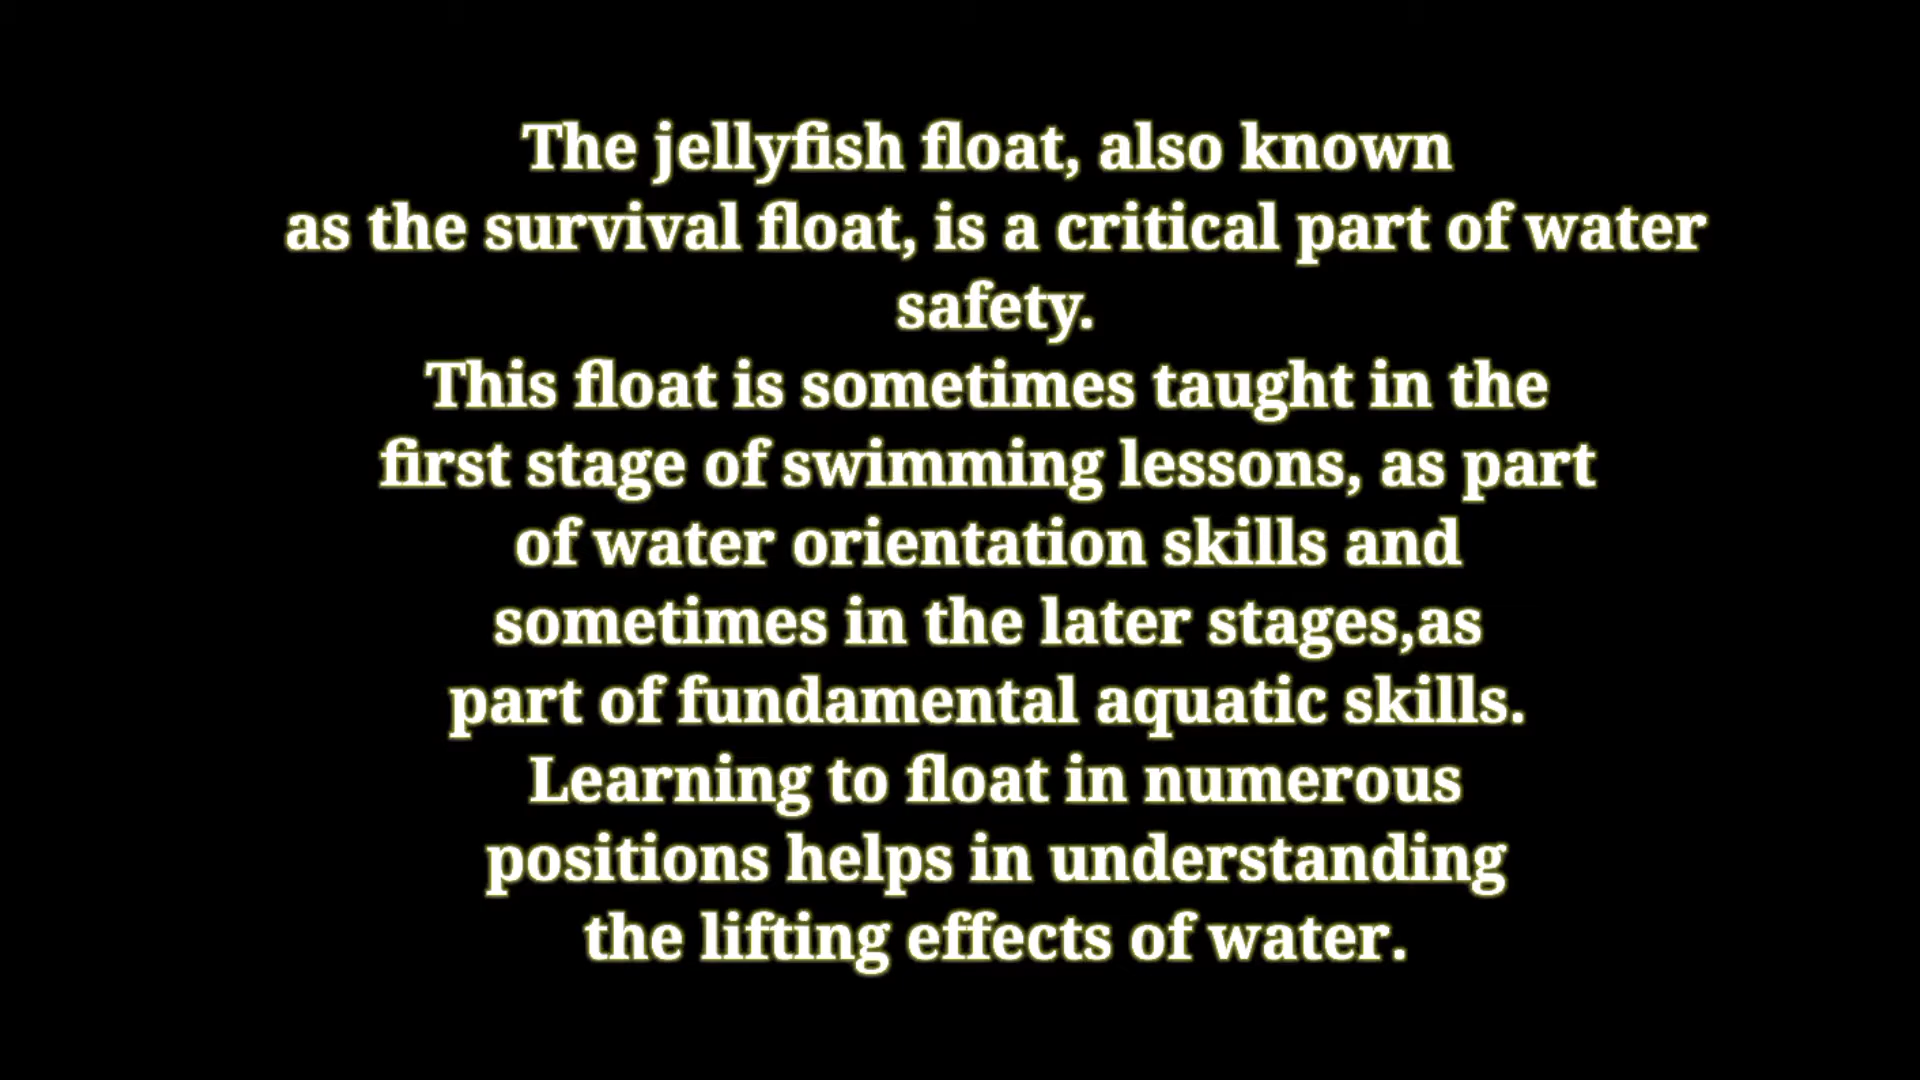 The jellyfish float, also known
as the survival float, is a critical part of water
safety.
This float is sometimes taught in the
first stage of swimming lessons, as part
of water orientation skills and
sometimes in the later stages,as
part of fundamental aquatic skills.
Learning to float in numerous
positions helps in understanding
the lifting effects of water.